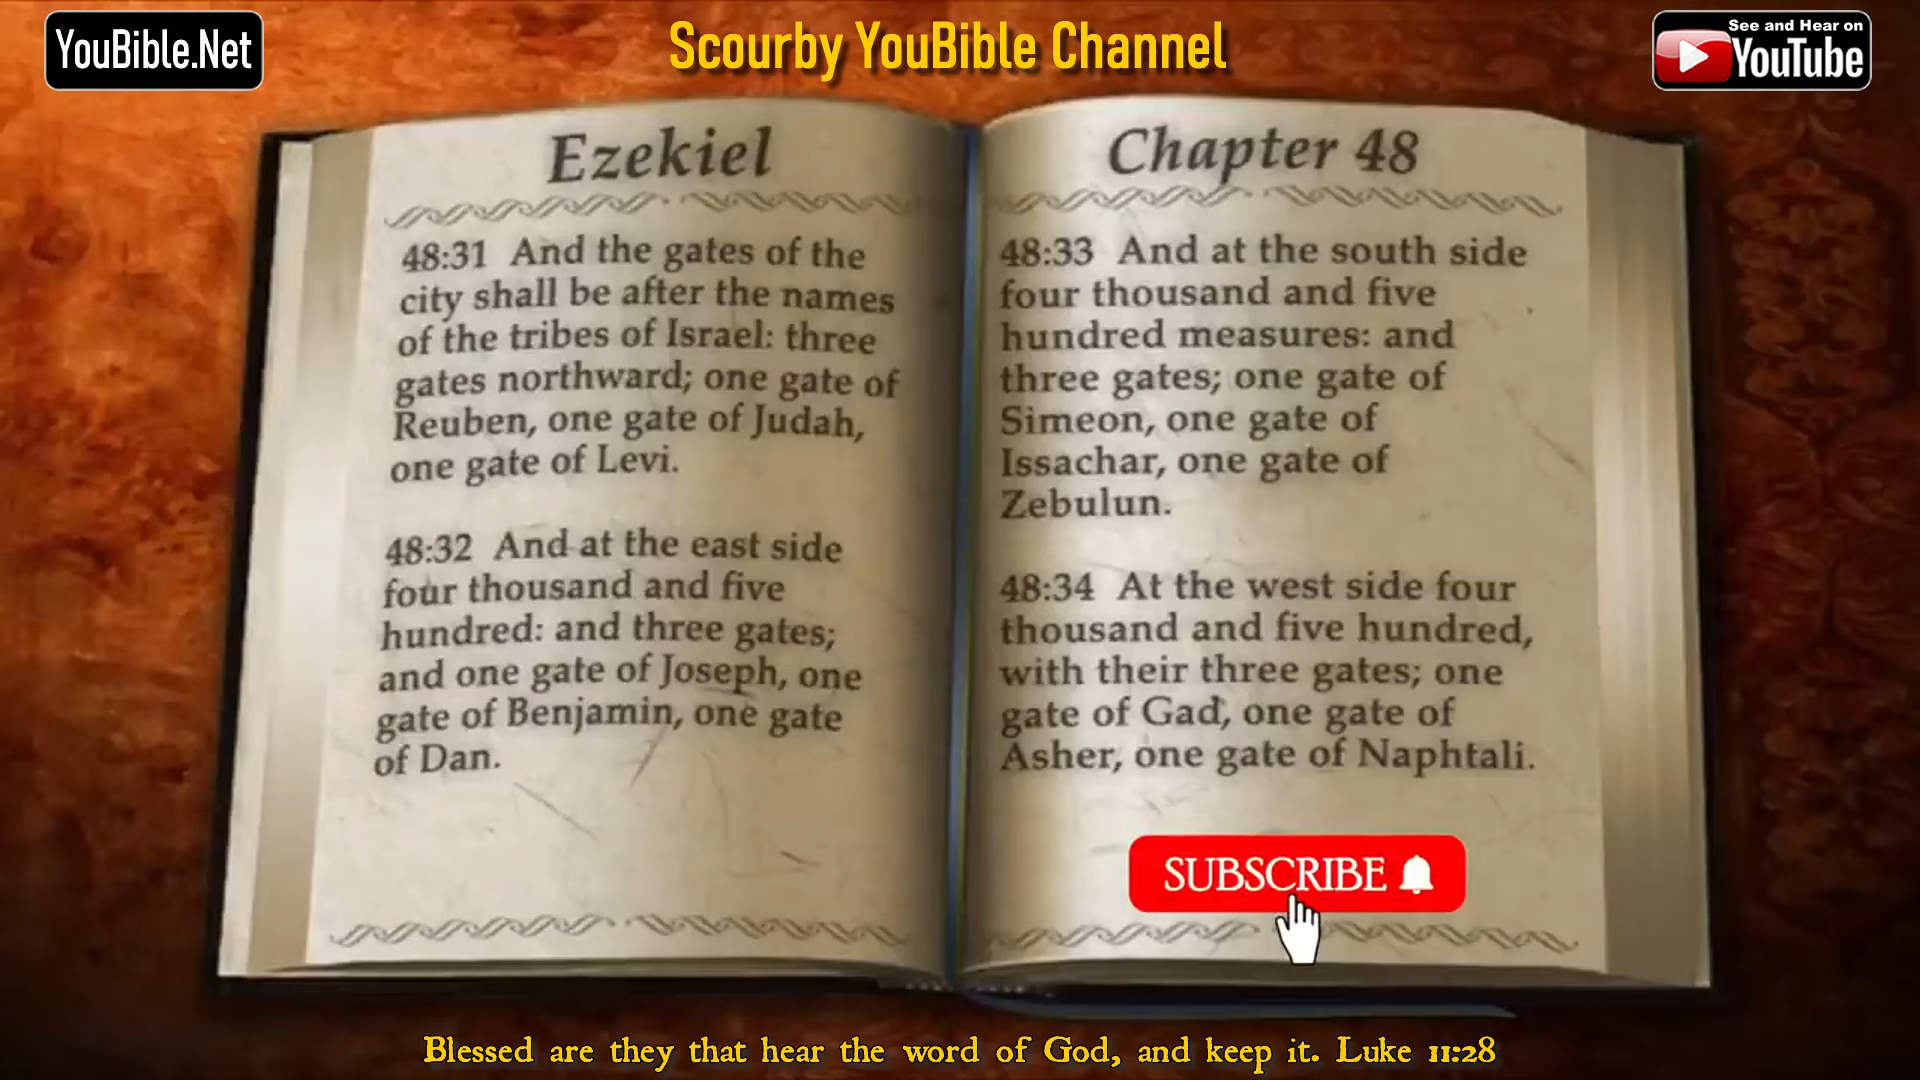 YouBible.Net
Scourby YouBible Channel
See and Hear on
YouTube
Ezekiel
48:31 And the gates of the
city shall be after the names
of the tribes of Israel: three
gates northward; one gate of
Reuben, one gate of Judah,
one gate of Levi.
48:32 And at the east side
four thousand and five
hundred: and three gates;
and one gate of Joseph, one
gate of Benjamin, one gate
of Dan.
Chapter 48
48:33 And at the south side
four thousand and five
hundred measures: and
three gates; one gate of
Simeon, one gate of
Issachar, one gate of
Zebulun.
48:34 At the west side four
thousand and five hundred,
with their three gates; one
gate of Gad, one gate of
Asher, one gate of Naphtali.
SUBSCRIBE
Blessed are they that hear the word of God, and keep it. Luke 11:28